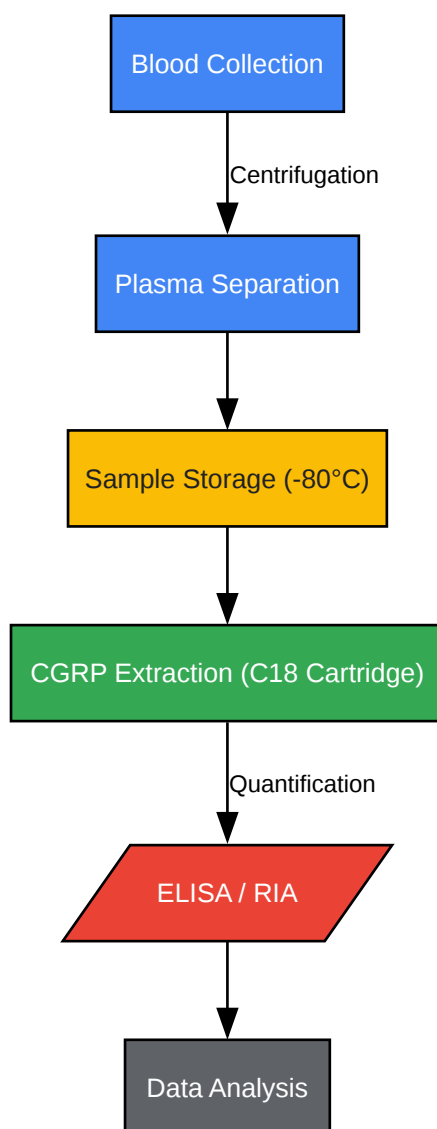 Blood Collection
Centrifugation
Plasma Separation
Sample Storage (-80°C)
CGRP Extraction (C18 Cartridge)
Quantification
ELISA / RIA
Data Analysis